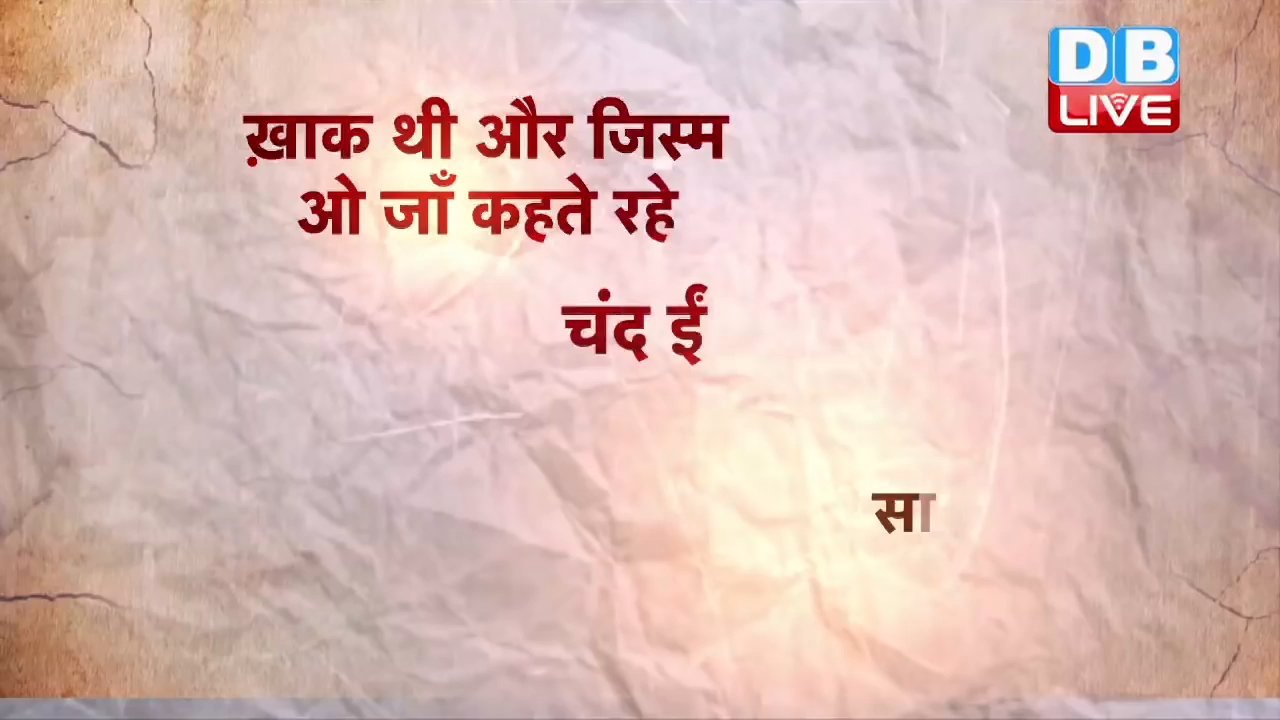 DB
LIVE
ख़ाक थी और जिस्म
ओ जाँ कहते रहे
चंद ईं
सा